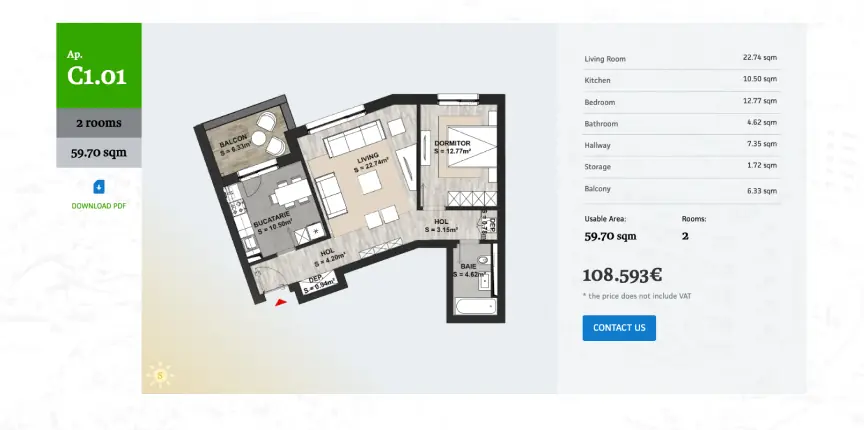 Ap.
C1.01
2 rooms
59.70 sqm
DOWNLOAD PDF
BALCON
S = 6.33m²
LIVING
S = 22.74m²
DORMITOR
S = 12.77m²
BUCATARIE
S = 10.50m²
HOL
S = 3.15m²
DEP.
HOL
S = 4.20m²
DEP.
S = 0.94m²
BAIE
S = 4.62m²
S
Living Room 22.74 sqm
Kitchen 10.50 sqm
Bedroom 12.77 sqm
Bathroom 4.62 sqm
Hallway 7.35 sqm
Storage 1.72 sqm
Balcony 6.33 sqm
Usable Area: Rooms:
59.70 sqm 2
108.593€
* the price does not include VAT
CONTACT US